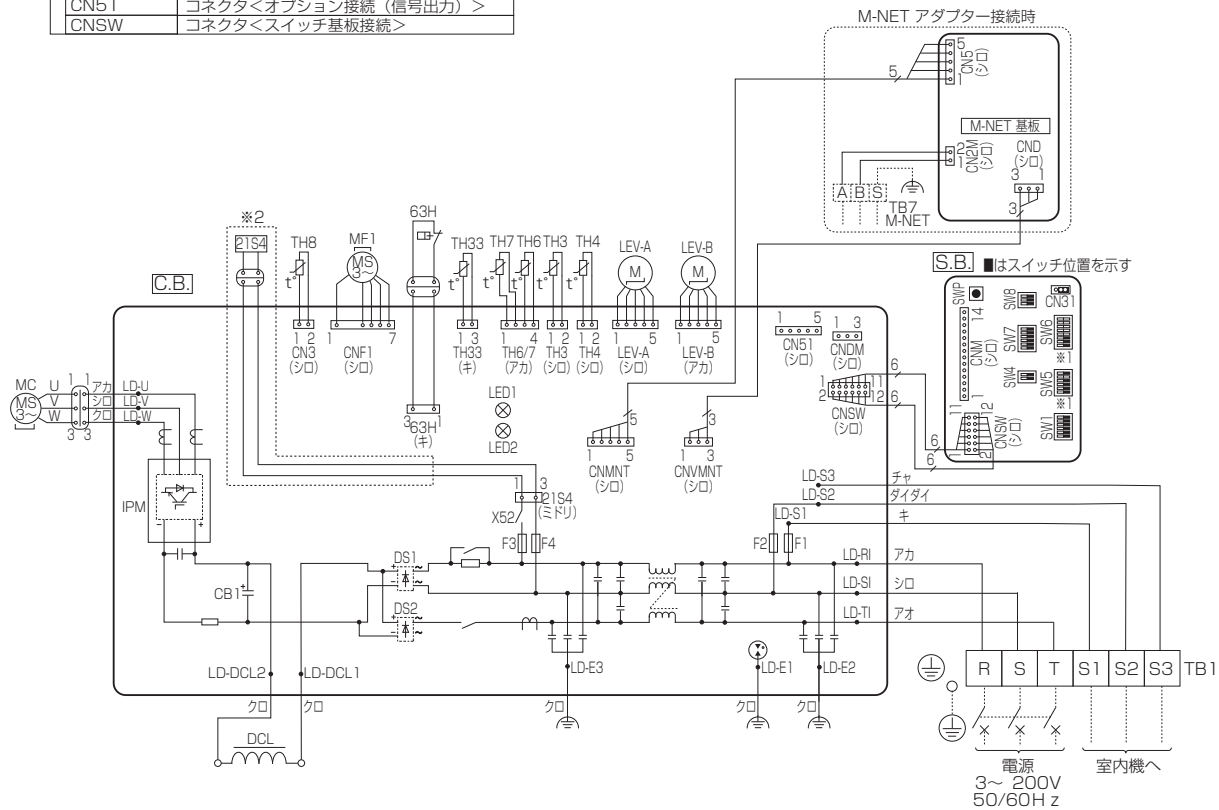 CN51 コネクタ<オプション接続（信号出力）>
CNSW コネクタ<スイッチ基板接続>
M-NET アダプター接続時
5
CN5
(シロ)
5
1
M-NET 基板
2
1
CN2M
(シロ)
CND
(シロ)
3 1
3
A B S
TB7
M-NET
※2
21S4
TH8
t°
MF1
MS
3~
63H
TH33
t°
TH7
t°
TH6
t°
TH3
t°
TH4
t°
LEV-A
M
LEV-B
M
C.B.
S.B. ■はスイッチ位置を示す
1 2
CN3
(シロ)
1 7
CNF1
(シロ)
1 3
TH33
(キ)
1 4
TH6/7
(アカ)
1 2
TH3
(シロ)
1 2
TH4
(シロ)
1 5
LEV-A
(シロ)
1 5
LEV-B
(アカ)
1 5
CN51
(シロ)
1 3
CNDM
(シロ)
SWP
14
CNM
(シロ)
1
SW8
SW7
SW4
CN31
SW6
※1
SW5
※1
SW1
11
12
CNSW
(シロ)
1
2
6
6
1 11
2 12
CNSW
(シロ)
6
6
MC
MS
3~
U
V
W
1 1
3 3
アカ
シロ
クロ
LD-U
LD-V
LD-W
LED1
LED2
3 1
63H
(キ)
5
1 5
CNMNT
(シロ)
3
1 3
CNVMNT
(シロ)
IPM
-
+
1 3
21S4
(ミドリ)
X52
F3
F4
LD-S3
チャ
LD-S2
ダイダイ
LD-S1
キ
F2
F1
LD-RI
アカ
LD-SI
シロ
LD-TI
アオ
CB1
+
DS1
+
-
~
~
DS2
+
-
~
~
LD-DCL2
LD-DCL1
LD-E3
LD-E1
LD-E2
クロ
クロ
クロ
クロ
クロ
DCL
R S T S1 S2 S3 TB1
電源
3~ 200V
50/60Hz
室内機へ